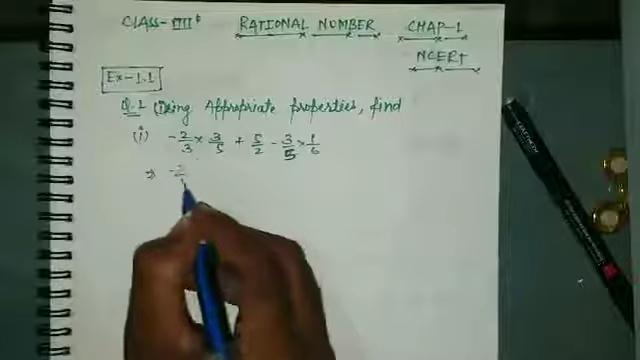 CLASS-VIIIth
RATIONAL NUMBER CHAP-1
NCERT
Ex-1.1
Q.1 Using Appropriate properties, find
(i) -2/3 × 3/5 + 5/2 - 3/5 × 1/6
⇒ -2